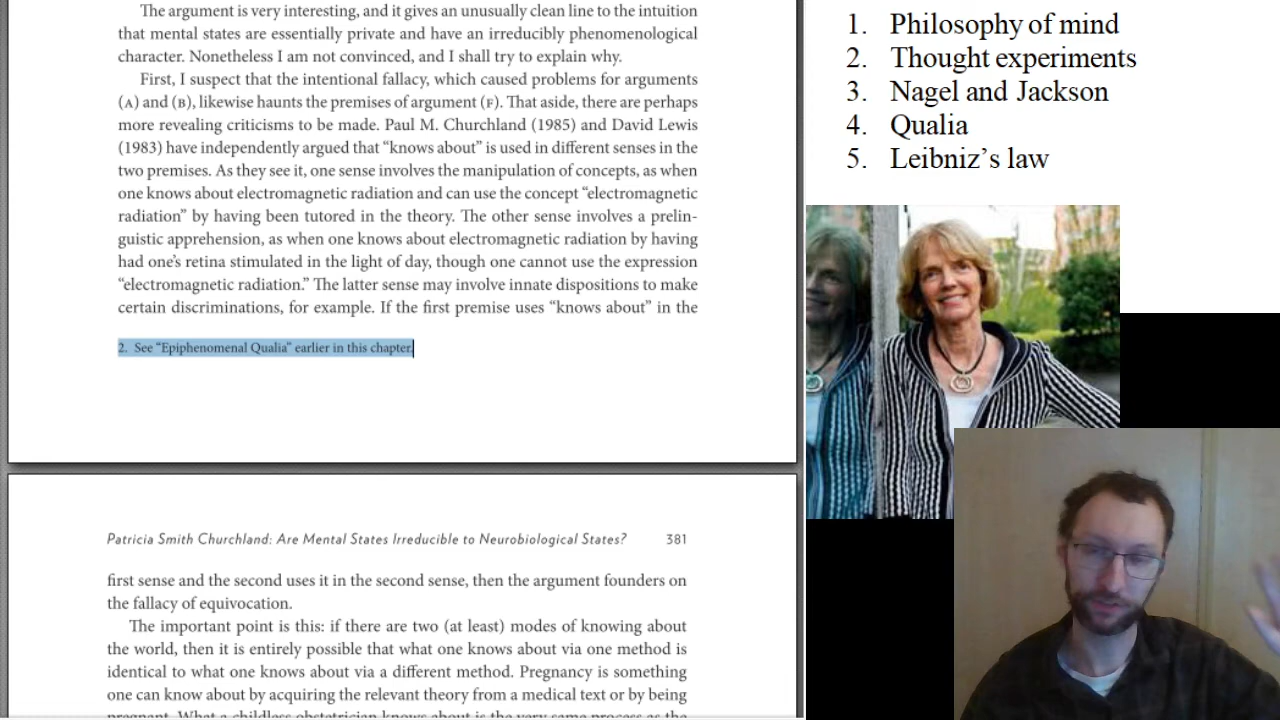 The argument is very interesting, and it gives an unusually clean line to the intuition
that mental states are essentially private and have an irreducibly phenomenological
character. Nonetheless I am not convinced, and I shall try to explain why.
First, I suspect that the intentional fallacy, which caused problems for arguments
(A) and (B), likewise haunts the premises of argument (F). That aside, there are perhaps
more revealing criticisms to be made. Paul M. Churchland (1985) and David Lewis
(1983) have independently argued that “knows about” is used in different senses in the
two premises. As they see it, one sense involves the manipulation of concepts, as when
one knows about electromagnetic radiation and can use the concept “electromagnetic
radiation” by having been tutored in the theory. The other sense involves a prelin-
guistic apprehension, as when one knows about electromagnetic radiation by having
had one’s retina stimulated in the light of day, though one cannot use the expression
“electromagnetic radiation.” The latter sense may involve innate dispositions to make
certain discriminations, for example. If the first premise uses “knows about” in the
2. See “Epiphenomenal Qualia” earlier in this chapter.
Patricia Smith Churchland: Are Mental States Irreducible to Neurobiological States? 381
first sense and the second uses it in the second sense, then the argument founders on
the fallacy of equivocation.
The important point is this: if there are two (at least) modes of knowing about
the world, then it is entirely possible that what one knows about via one method is
identical to what one knows about via a different method. Pregnancy is something
one can know about by acquiring the relevant theory from a medical text or by being
pregnant. What a childless obstetrician knows about is the very same process as the
1. Philosophy of mind
2. Thought experiments
3. Nagel and Jackson
4. Qualia
5. Leibniz’s law